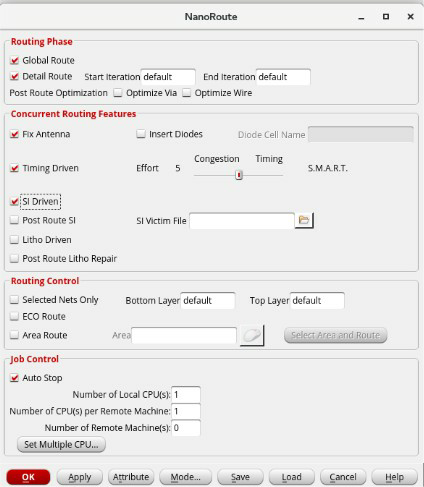 NanoRoute
Routing Phase
Global Route
Detail Route Start Iteration default End Iteration default
Post Route Optimization Optimize Via Optimize Wire
Concurrent Routing Features
Fix Antenna Insert Diodes Diode Cell Name
Congestion Timing
Timing Driven Effort 5 S.M.A.R.T.
SI Driven
Post Route SI SI Victim File
Litho Driven
Post Route Litho Repair
Routing Control
Selected Nets Only Bottom Layer default Top Layer default
ECO Route
Area Route Area Select Area and Route
Job Control
Auto Stop
Number of Local CPU(s): 1
Number of CPU(s) per Remote Machine: 1
Number of Remote Machine(s): 0
Set Multiple CPU...
OK Apply Attribute Mode... Save Load Cancel Help